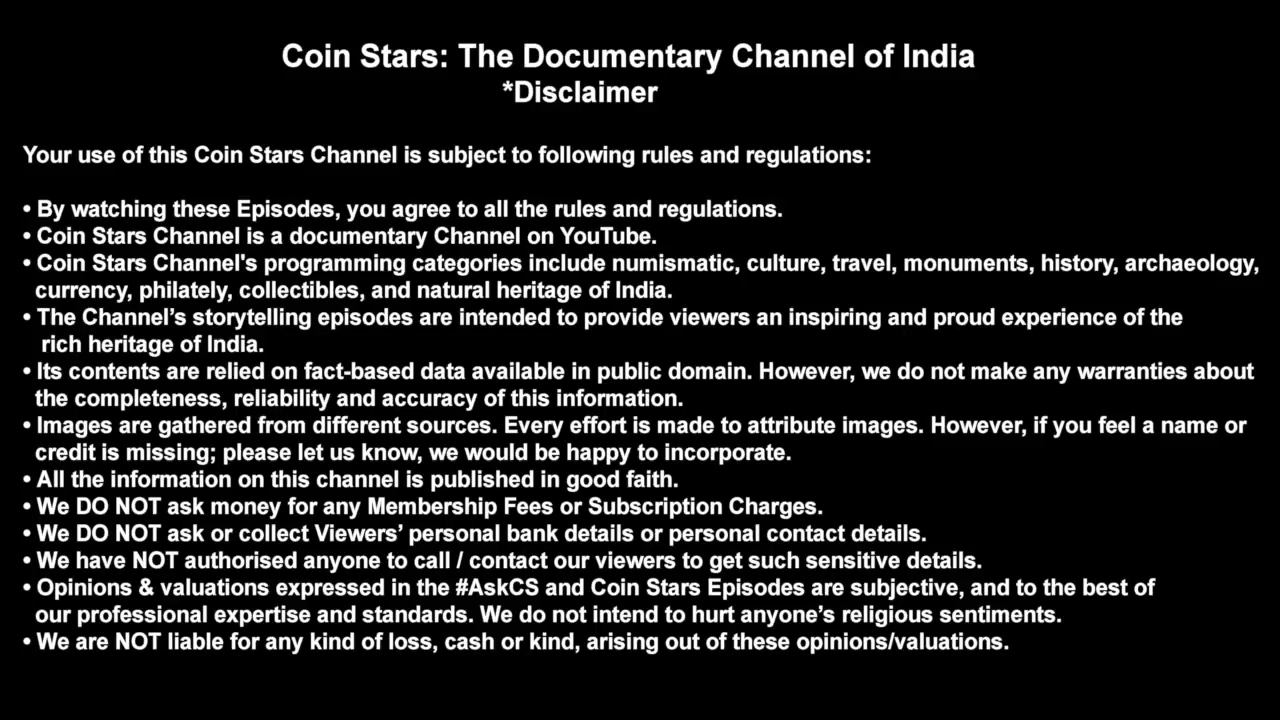 Coin Stars: The Documentary Channel of India
*Disclaimer
Your use of this Coin Stars Channel is subject to following rules and regulations:
• By watching these Episodes, you agree to all the rules and regulations.
• Coin Stars Channel is a documentary Channel on YouTube.
• Coin Stars Channel's programming categories include numismatic, culture, travel, monuments, history, archaeology,
currency, philately, collectibles, and natural heritage of India.
• The Channel’s storytelling episodes are intended to provide viewers an inspiring and proud experience of the
rich heritage of India.
• Its contents are relied on fact-based data available in public domain. However, we do not make any warranties about
the completeness, reliability and accuracy of this information.
• Images are gathered from different sources. Every effort is made to attribute images. However, if you feel a name or
credit is missing; please let us know, we would be happy to incorporate.
• All the information on this channel is published in good faith.
• We DO NOT ask money for any Membership Fees or Subscription Charges.
• We DO NOT ask or collect Viewers’ personal bank details or personal contact details.
• We have NOT authorised anyone to call / contact our viewers to get such sensitive details.
• Opinions & valuations expressed in the #AskCS and Coin Stars Episodes are subjective, and to the best of
our professional expertise and standards. We do not intend to hurt anyone’s religious sentiments.
• We are NOT liable for any kind of loss, cash or kind, arising out of these opinions/valuations.